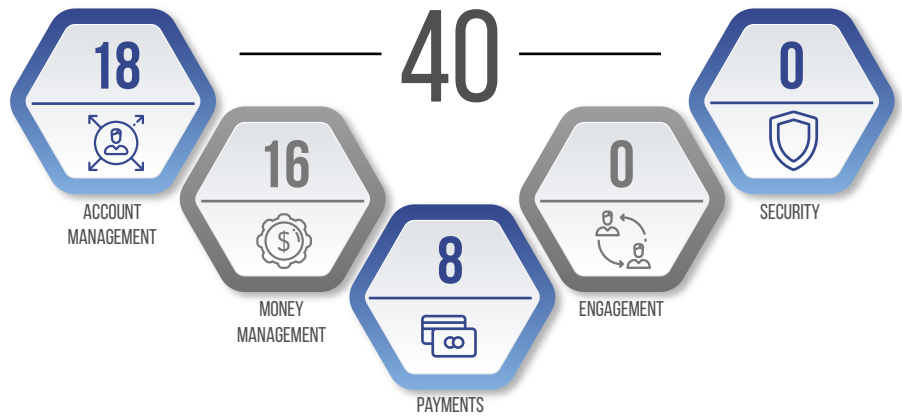 40
18
ACCOUNT
MANAGEMENT
16
$
MONEY
MANAGEMENT
8
PAYMENTS
0
ENGAGEMENT
0
SECURITY